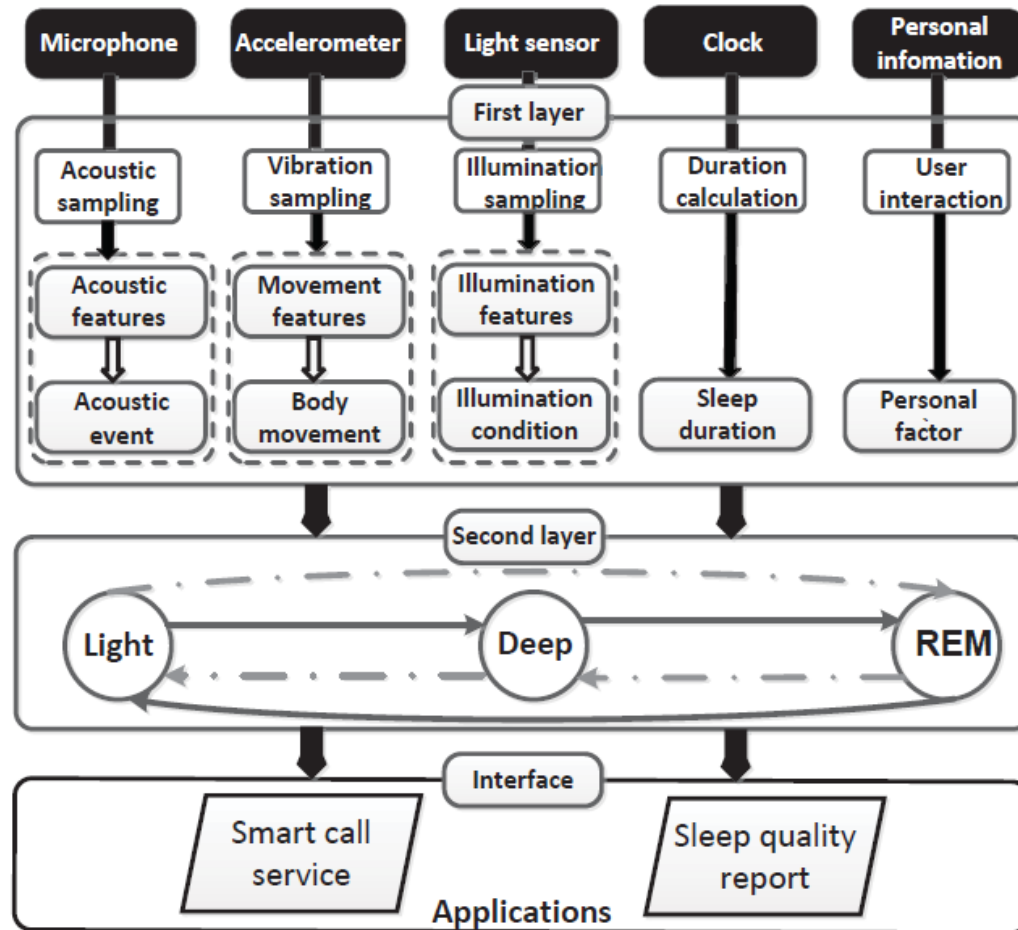 Microphone
Accelerometer
Light sensor
Clock
Personal
infomation
First layer
Acoustic
sampling
Vibration
sampling
Illumination
sampling
Duration
calculation
User
interaction
Acoustic
features
Movement
features
Illumination
features
Acoustic
event
Body
movement
Illumination
condition
Sleep
duration
Personal
factor
Second layer
Light
Deep
REM
Interface
Smart call
service
Sleep quality
report
Applications